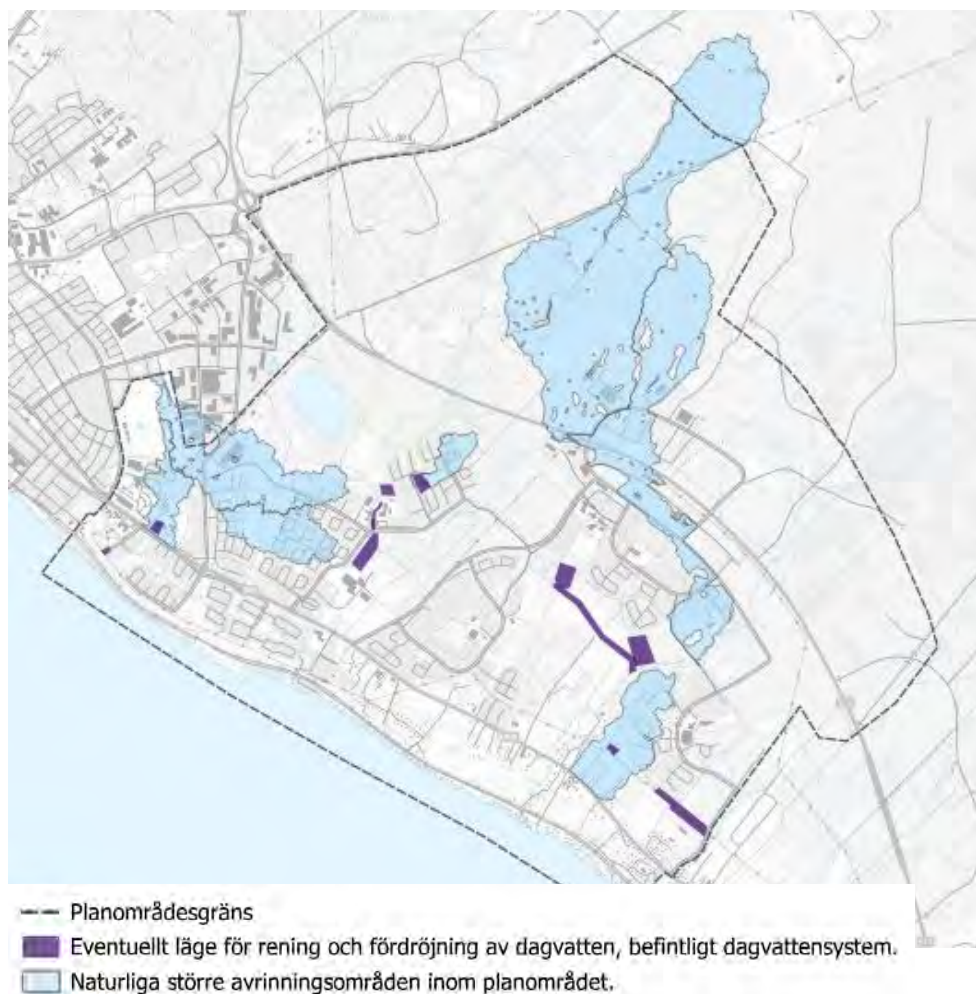 Planområdesgräns
Eventuellt läge för rening och fördröjning av dagvatten, befintligt dagvattensystem.
Naturliga större avrinningsområden inom planområdet.